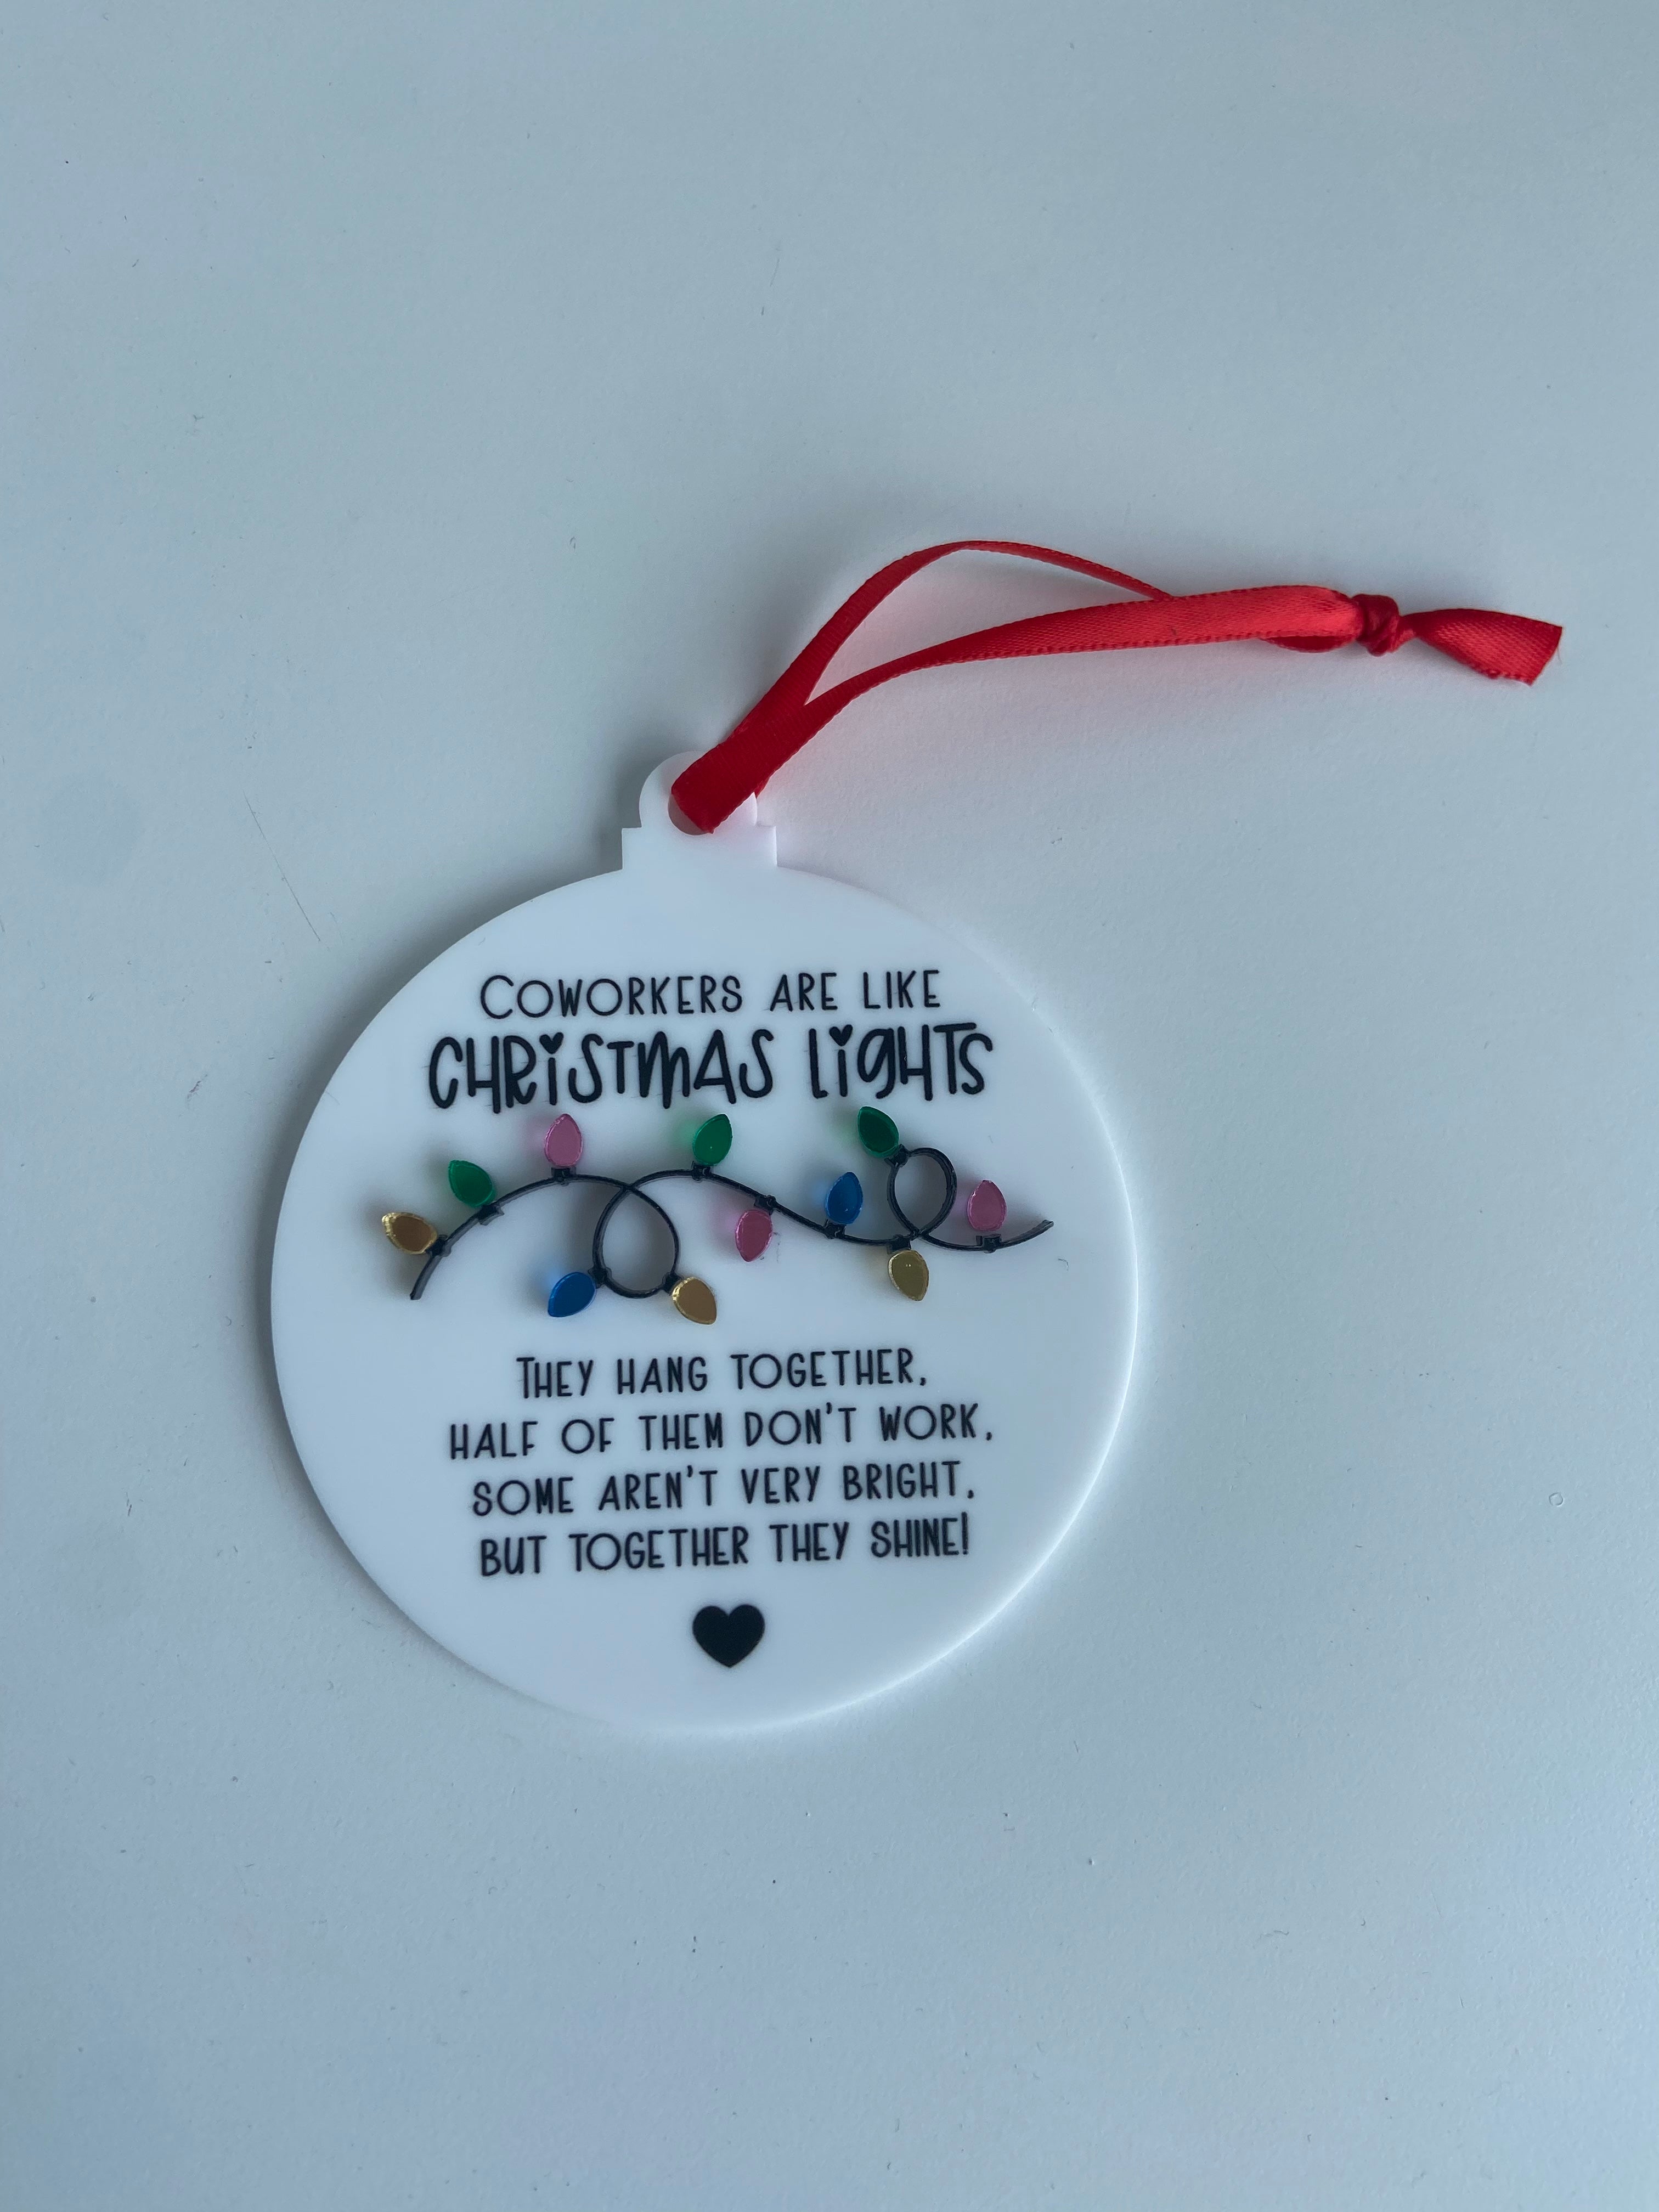 COWORKERS ARE LIKE
CHRiSTMAS LiGHTS
THEY HANG TOGETHER,
HALF OF THEM DON'T WORK,
SOME AREN'T VERY BRIGHT,
BUT TOGETHER THEY SHINE!